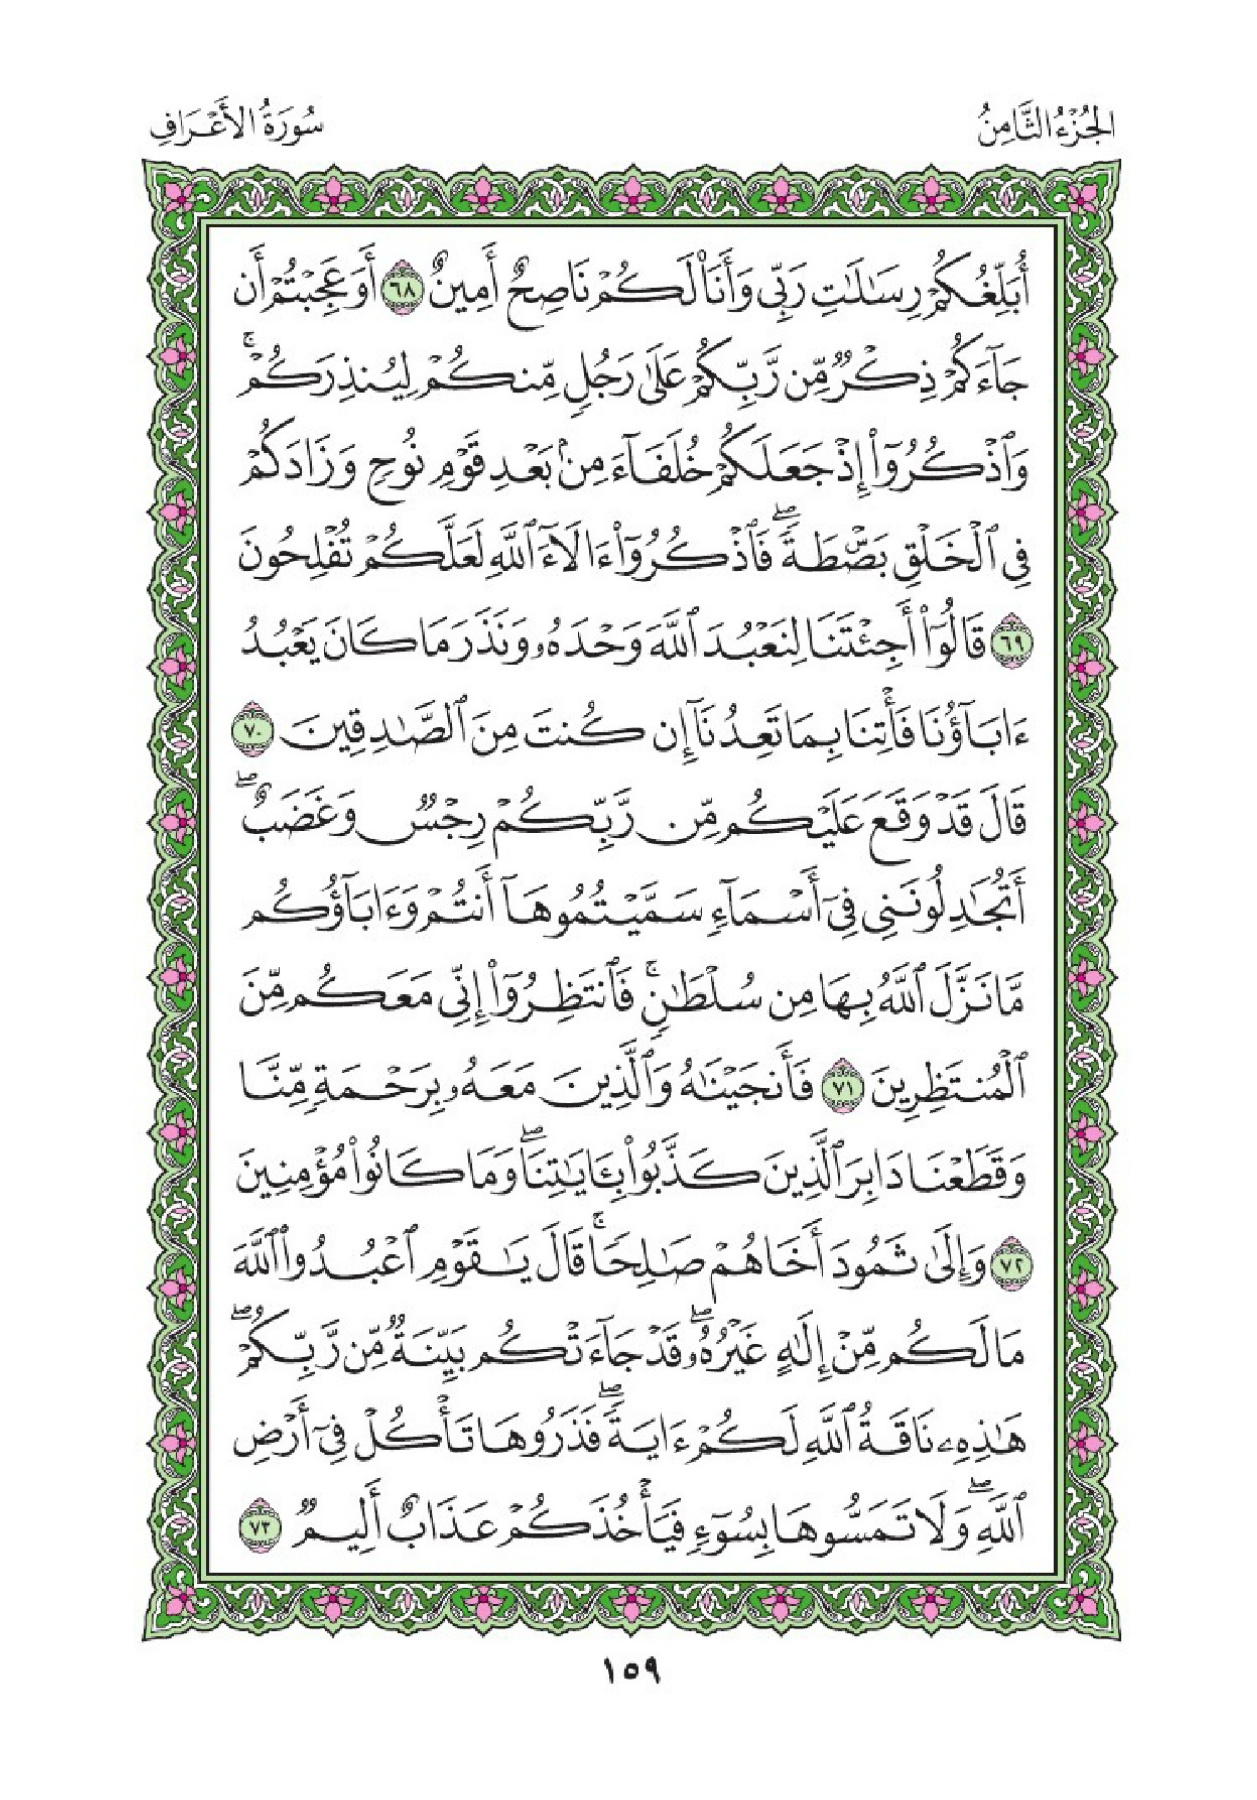 الجُزْءُ الثَّامِنُ
سُورَةُ الأَعْرَافِ
أُبَلِّغُكُمْ رِسَـٰلَـٰتِ رَبِّى وَأَنَا۠ لَكُمْ نَاصِحٌ أَمِينٌ ٦٨ أَوَعَجِبْتُمْ أَن
جَآءَكُمْ ذِكْرٌ مِّن رَّبِّكُمْ عَلَىٰ رَجُلٍ مِّنكُمْ لِيُنذِرَكُمْ ۚ
وَٱذْكُرُوٓا۟ إِذْ جَعَلَكُمْ خُلَفَآءَ مِنۢ بَعْدِ قَوْمِ نُوحٍ وَزَادَكُمْ
فِى ٱلْخَلْقِ بَصْۜطَةً ۖ فَٱذْكُرُوٓا۟ ءَالَآءَ ٱللَّهِ لَعَلَّكُمْ تُفْلِحُونَ
٦٩ قَالُوٓا۟ أَجِئْتَنَا لِنَعْبُدَ ٱللَّهَ وَحْدَهُۥ وَنَذَرَ مَا كَانَ يَعْبُدُ
ءَابَآؤُنَا فَأْتِنَا بِمَا تَعِدُنَآ إِن كُنتَ مِنَ ٱلصَّـٰدِقِينَ ٧٠
قَالَ قَدْ وَقَعَ عَلَيْكُم مِّن رَّبِّكُمْ رِجْسٌ وَغَضَبٌ ۖ
أَتُجَـٰدِلُونَنِى فِىٓ أَسْمَآءٍ سَمَّيْتُمُوهَآ أَنتُمْ وَءَابَآؤُكُم
مَّا نَزَّلَ ٱللَّهُ بِهَا مِن سُلْطَـٰنٍ ۚ فَٱنتَظِرُوٓا۟ إِنِّى مَعَكُم مِّنَ
ٱلْمُنتَظِرِينَ ٧١ فَأَنجَيْنَـٰهُ وَٱلَّذِينَ مَعَهُۥ بِرَحْمَةٍ مِّنَّا
وَقَطَعْنَا دَابِرَ ٱلَّذِينَ كَذَّبُوا۟ بِـَٔايَـٰتِنَا ۖ وَمَا كَانُوا۟ مُؤْمِنِينَ
٧٢ وَإِلَىٰ ثَمُودَ أَخَاهُمْ صَـٰلِحًا ۚ قَالَ يَـٰقَوْمِ ٱعْبُدُوا۟ ٱللَّهَ
مَا لَكُم مِّنْ إِلَـٰهٍ غَيْرُهُۥ ۖ قَدْ جَآءَتْكُم بَيِّنَةٌ مِّن رَّبِّكُمْ ۖ
هَـٰذِهِۦ نَاقَةُ ٱللَّهِ لَكُمْ ءَايَةً ۖ فَذَرُوهَا تَأْكُلْ فِىٓ أَرْضِ
ٱللَّهِ ۖ وَلَا تَمَسُّوهَا بِسُوٓءٍ فَيَأْخُذَكُمْ عَذَابٌ أَلِيمٌ ٧٣
١٥٩